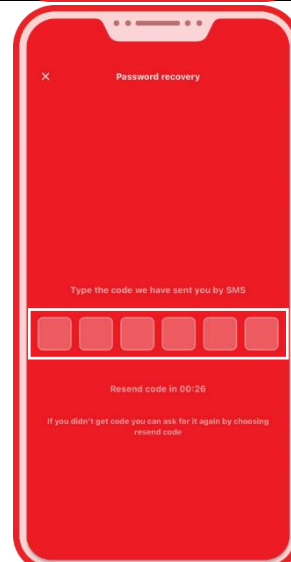 Password recovery
Type the code we have sent you by SMS
Resend code in 00:26
If you didn't get code you can ask for it again by choosing
resend code